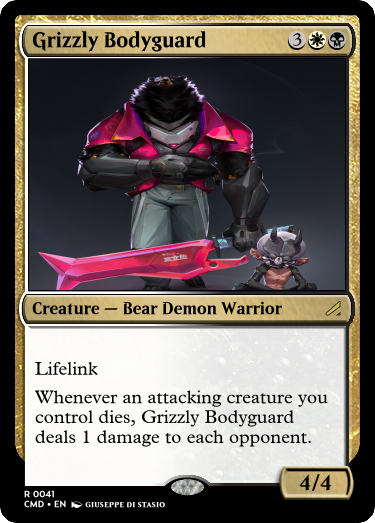 Grizzly Bodyguard 3
Creature — Bear Demon Warrior
Lifelink
Whenever an attacking creature you
control dies, Grizzly Bodyguard
deals 1 damage to each opponent.
4/4
R 0041
CMD • EN GIUSEPPE DI STASIO